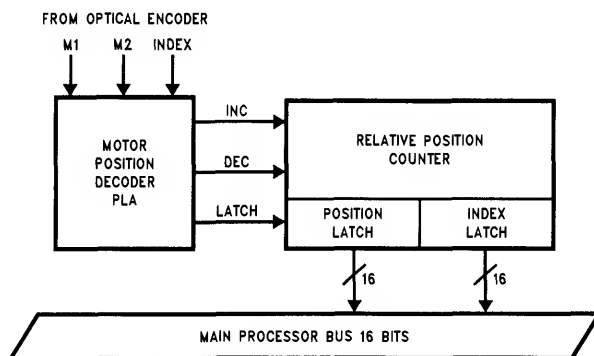 FROM OPTICAL ENCODER
M1 M2 INDEX
MOTOR
POSITION
DECODER
PLA
INC
DEC
LATCH
RELATIVE POSITION
COUNTER
POSITION
LATCH
INDEX
LATCH
16
16
MAIN PROCESSOR BUS 16 BITS